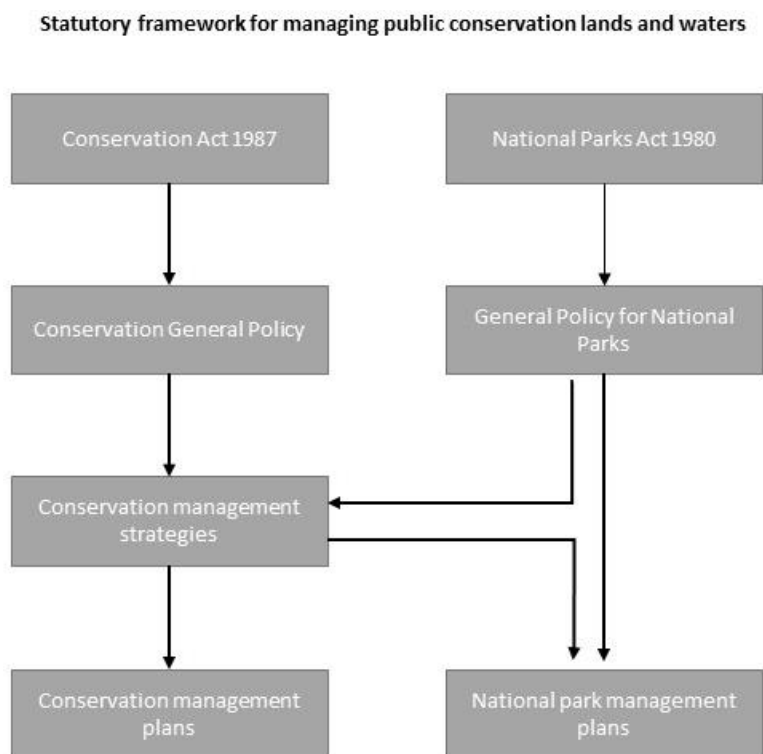 Statutory framework for managing public conservation lands and waters
Conservation Act 1987
National Parks Act 1980
Conservation General Policy
General Policy for National
Parks
Conservation management
strategies
Conservation management
plans
National park management
plans